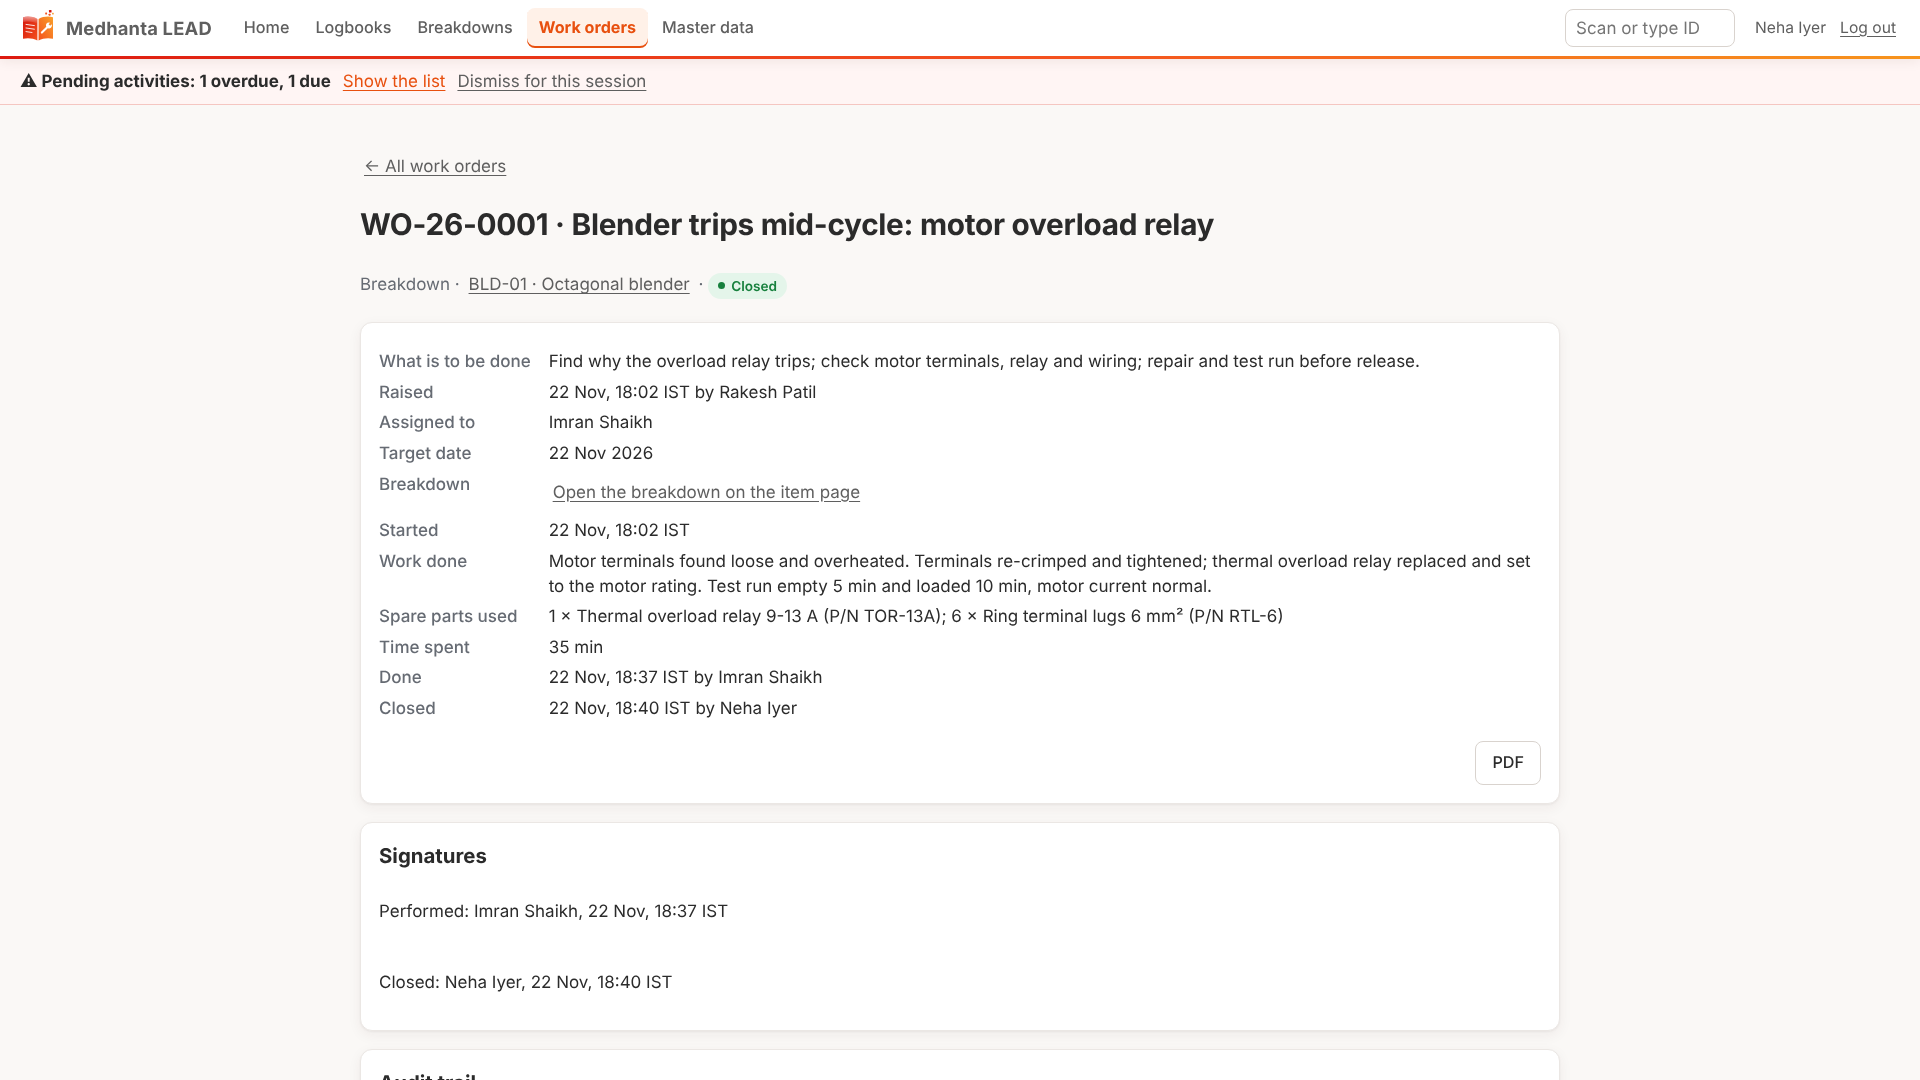 Medhanta LEAD Home Logbooks Breakdowns Work orders Master data Scan or type ID Neha Iyer Log out
⚠ Pending activities: 1 overdue, 1 due Show the list Dismiss for this session
← All work orders
WO-26-0001 · Blender trips mid-cycle: motor overload relay
Breakdown · BLD-01 · Octagonal blender · Closed
What is to be done Find why the overload relay trips; check motor terminals, relay and wiring; repair and test run before release.
Raised 22 Nov, 18:02 IST by Rakesh Patil
Assigned to Imran Shaikh
Target date 22 Nov 2026
Breakdown Open the breakdown on the item page
Started 22 Nov, 18:02 IST
Work done Motor terminals found loose and overheated. Terminals re-crimped and tightened; thermal overload relay replaced and set
to the motor rating. Test run empty 5 min and loaded 10 min, motor current normal.
Spare parts used 1 × Thermal overload relay 9-13 A (P/N TOR-13A); 6 × Ring terminal lugs 6 mm² (P/N RTL-6)
Time spent 35 min
Done 22 Nov, 18:37 IST by Imran Shaikh
Closed 22 Nov, 18:40 IST by Neha Iyer
PDF
Signatures
Performed: Imran Shaikh, 22 Nov, 18:37 IST
Closed: Neha Iyer, 22 Nov, 18:40 IST
Audit trail